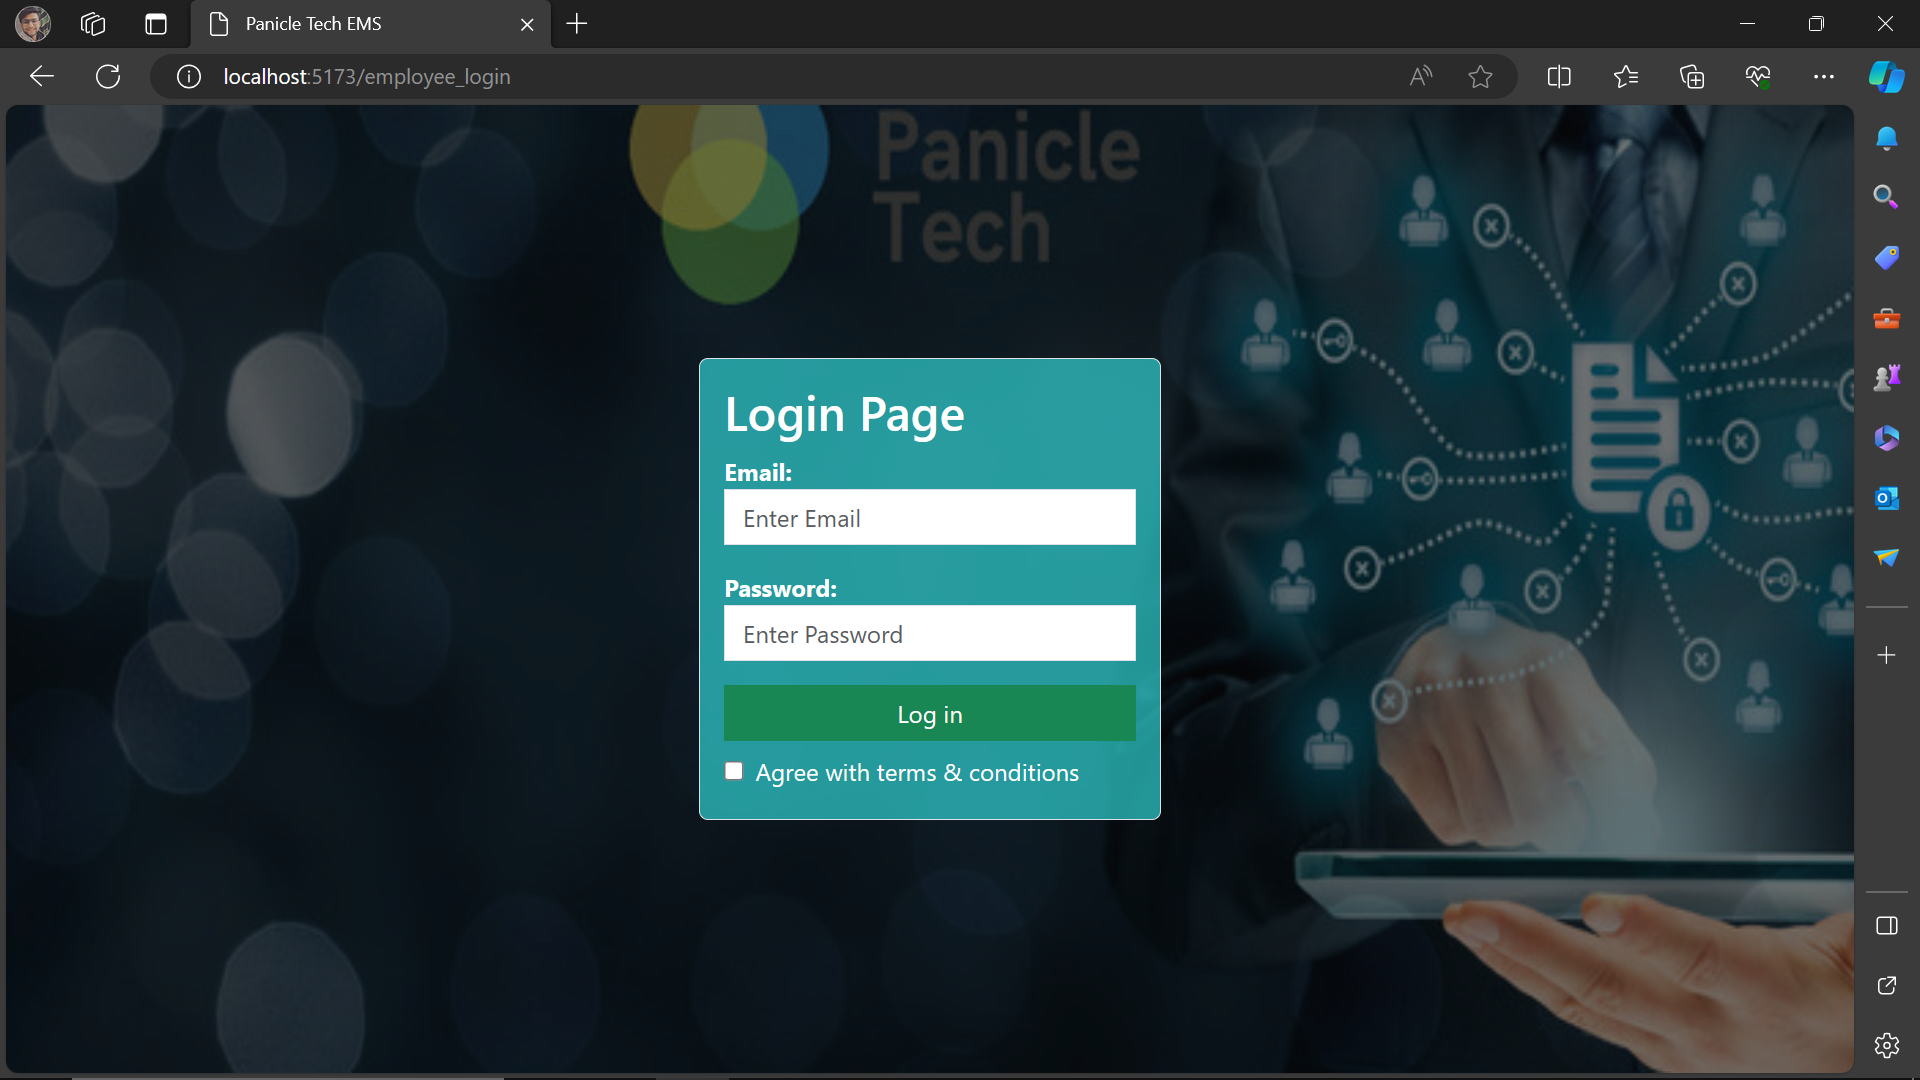 Panicle Tech EMS
localhost:5173/employee_login
Panicle
Tech
Login Page
Email:
Enter Email
Password:
Enter Password
Log in
Agree with terms & conditions